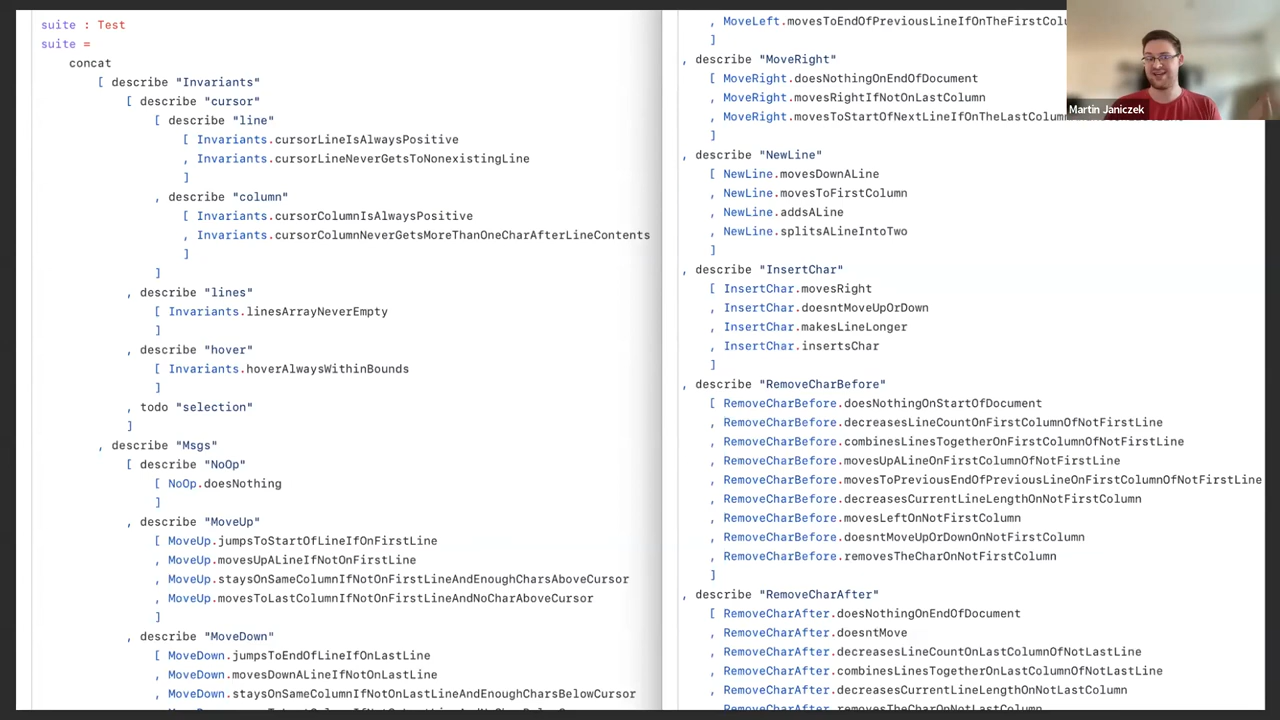 suite : Test
suite =
concat
[ describe "Invariants"
[ describe "cursor"
[ describe "line"
[ Invariants.cursorLineIsAlwaysPositive
, Invariants.cursorLineNeverGetsToNonexistingLine
]
, describe "column"
[ Invariants.cursorColumnIsAlwaysPositive
, Invariants.cursorColumnNeverGetsMoreThanOneCharAfterLineContents
]
]
, describe "lines"
[ Invariants.linesArrayNeverEmpty
]
, describe "hover"
[ Invariants.hoverAlwaysWithinBounds
]
, todo "selection"
]
, describe "Msgs"
[ describe "NoOp"
[ NoOp.doesNothing
]
, describe "MoveUp"
[ MoveUp.jumpsToStartOfLineIfOnFirstLine
, MoveUp.movesUpALineIfNotOnFirstLine
, MoveUp.staysOnSameColumnIfNotOnFirstLineAndEnoughCharsAboveCursor
, MoveUp.movesToLastColumnIfNotOnFirstLineAndNoCharAboveCursor
]
, describe "MoveDown"
[ MoveDown.jumpsToEndOfLineIfOnLastLine
, MoveDown.movesDownALineIfNotOnLastLine
, MoveDown.staysOnSameColumnIfNotOnLastLineAndEnoughCharsBelowCursor
, MoveLeft.movesToEndOfPreviousLineIfOnTheFirstColu
]
, describe "MoveRight"
[ MoveRight.doesNothingOnEndOfDocument
, MoveRight.movesRightIfNotOnLastColumn
, MoveRight.movesToStartOfNextLineIfOnTheLastColumn
]
, describe "NewLine"
[ NewLine.movesDownALine
, NewLine.movesToFirstColumn
, NewLine.addsALine
, NewLine.splitsALineIntoTwo
]
, describe "InsertChar"
[ InsertChar.movesRight
, InsertChar.doesntMoveUpOrDown
, InsertChar.makesLineLonger
, InsertChar.insertsChar
]
, describe "RemoveCharBefore"
[ RemoveCharBefore.doesNothingOnStartOfDocument
, RemoveCharBefore.decreasesLineCountOnFirstColumnOfNotFirstLine
, RemoveCharBefore.combinesLinesTogetherOnFirstColumnOfNotFirstLine
, RemoveCharBefore.movesUpALineOnFirstColumnOfNotFirstLine
, RemoveCharBefore.movesToPreviousEndOfPreviousLineOnFirstColumnOfNotFirstLine
, RemoveCharBefore.decreasesCurrentLineLengthOnNotFirstColumn
, RemoveCharBefore.movesLeftOnNotFirstColumn
, RemoveCharBefore.doesntMoveUpOrDownOnNotFirstColumn
, RemoveCharBefore.removesTheCharOnNotFirstColumn
]
, describe "RemoveCharAfter"
[ RemoveCharAfter.doesNothingOnEndOfDocument
, RemoveCharAfter.doesntMove
, RemoveCharAfter.decreasesLineCountOnLastColumnOfNotLastLine
, RemoveCharAfter.combinesLinesTogetherOnLastColumnOfNotLastLine
, RemoveCharAfter.decreasesCurrentLineLengthOnNotLastColumn
, RemoveCharAfter.removesTheCharOnNotLastColumn
Martin Janiczek